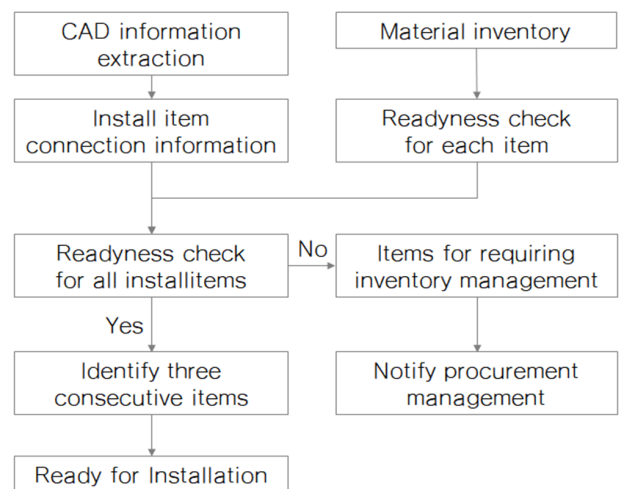 CAD information
extraction
Material inventory
Install item
connection information
Readyness check
for each item
Readyness check
for all installitems
No
Items for requiring
inventory management
Yes
Identify three
consecutive items
Notify procurement
management
Ready for Installation